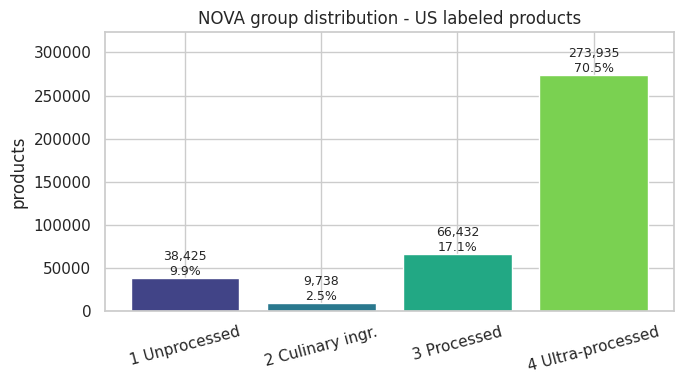 NOVA group distribution - US labeled products
products
300000
250000
200000
150000
100000
50000
0
38,425
9.9%
9,738
2.5%
66,432
17.1%
273,935
70.5%
1 Unprocessed
2 Culinary ingr.
3 Processed
4 Ultra-processed